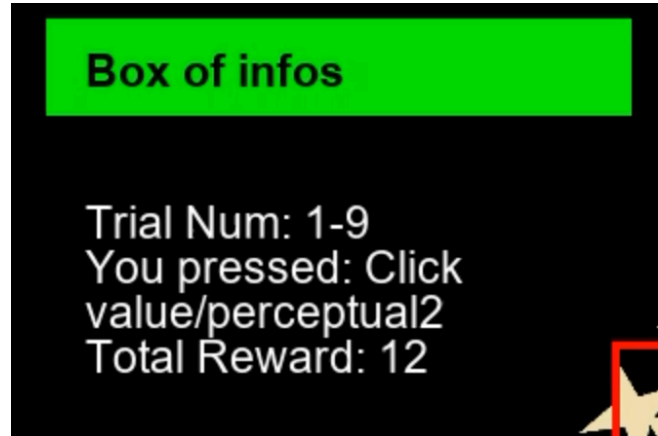 Box of infos
Trial Num: 1-9
You pressed: Click
value/perceptual2
Total Reward: 12